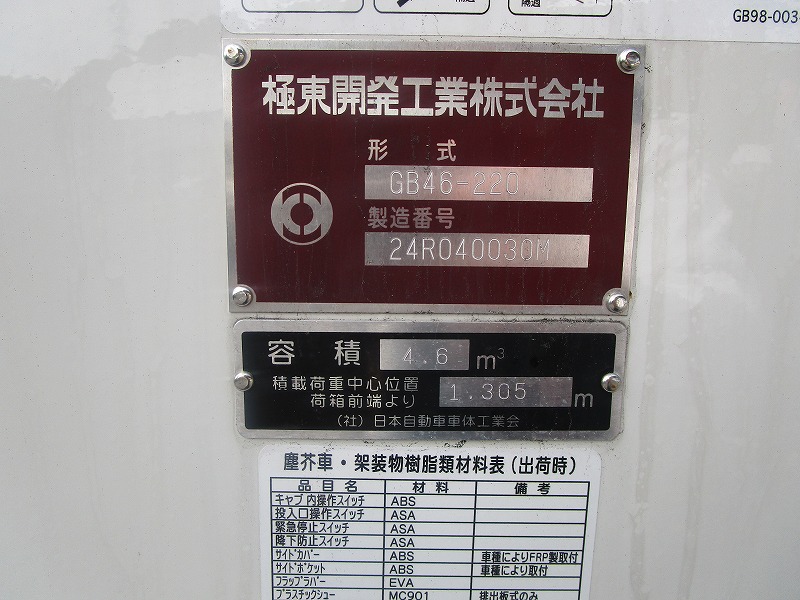 隔週
GB98-003
極東開発工業株式会社
形 式
GB46-220
製造番号
24R040030M
容 積 4.6 m³
積載荷重中心位置
荷箱前端より 1.305 m
（社）日本自動車車体工業会
塵芥車・架装物樹脂類材料表（出荷時）
品目名 材料 備考
キャブ内操作スイッチ ABS
投入口操作スイッチ ASA
緊急停止スイッチ ASA
降下防止スイッチ ASA
サイドカバー ABS 車種によりFRP製取付
サイドポケット ABS 車種により取付
フラップラバー EVA
プラスチックシュー MC901 排出板式のみ